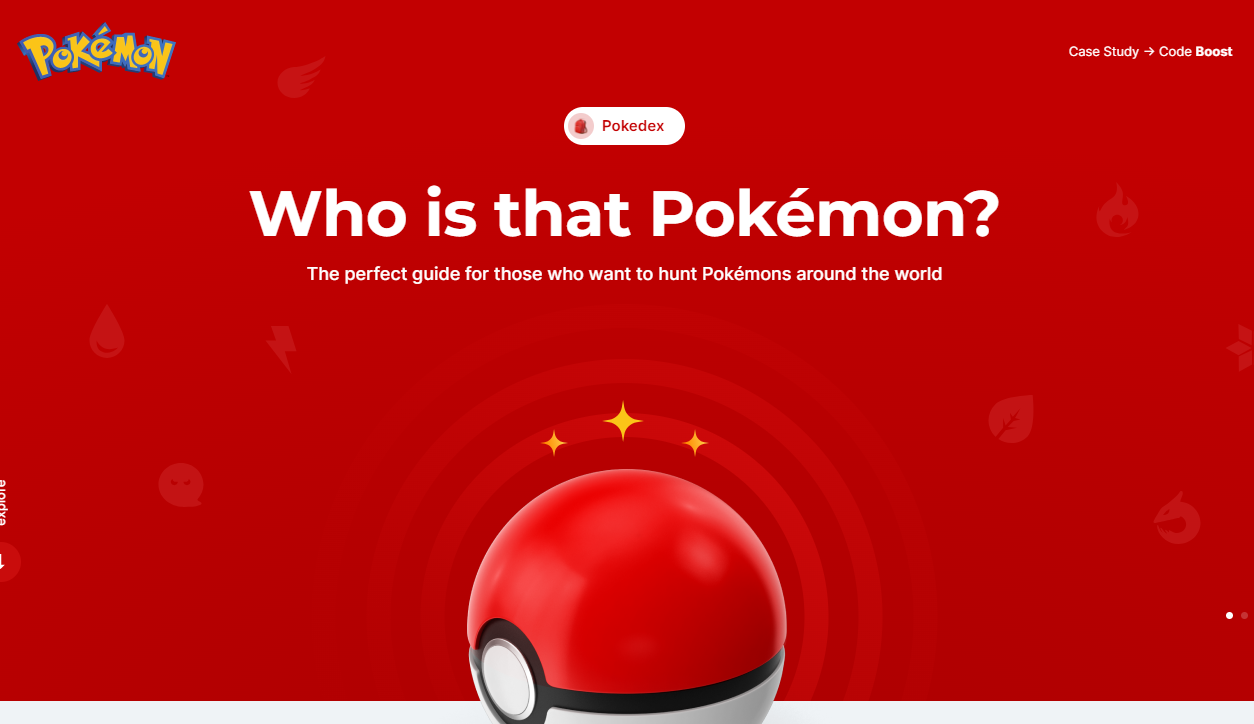 POKéMON
Case Study → Code Boost
Pokedex
Who is that Pokémon?
The perfect guide for those who want to hunt Pokémons around the world
explore